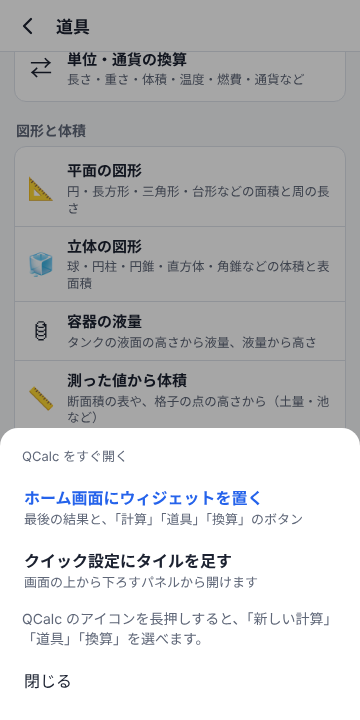 道具
単位・通貨の換算
長さ・重さ・体積・温度・燃費・通貨など
図形と体積
平面の図形
円・長方形・三角形・台形などの面積と周の長
さ
立体の図形
球・円柱・円錐・直方体・角錐などの体積と表
面積
容器の液量
タンクの液面の高さから液量、液量から高さ
測った値から体積
断面積の表や、格子の点の高さから（土量・池
など）
QCalc をすぐ開く
ホーム画面にウィジェットを置く
最後の結果と、「計算」「道具」「換算」のボタン
クイック設定にタイルを足す
画面の上から下ろすパネルから開けます
QCalc のアイコンを長押しすると、「新しい計算」
「道具」「換算」を選べます。
閉じる